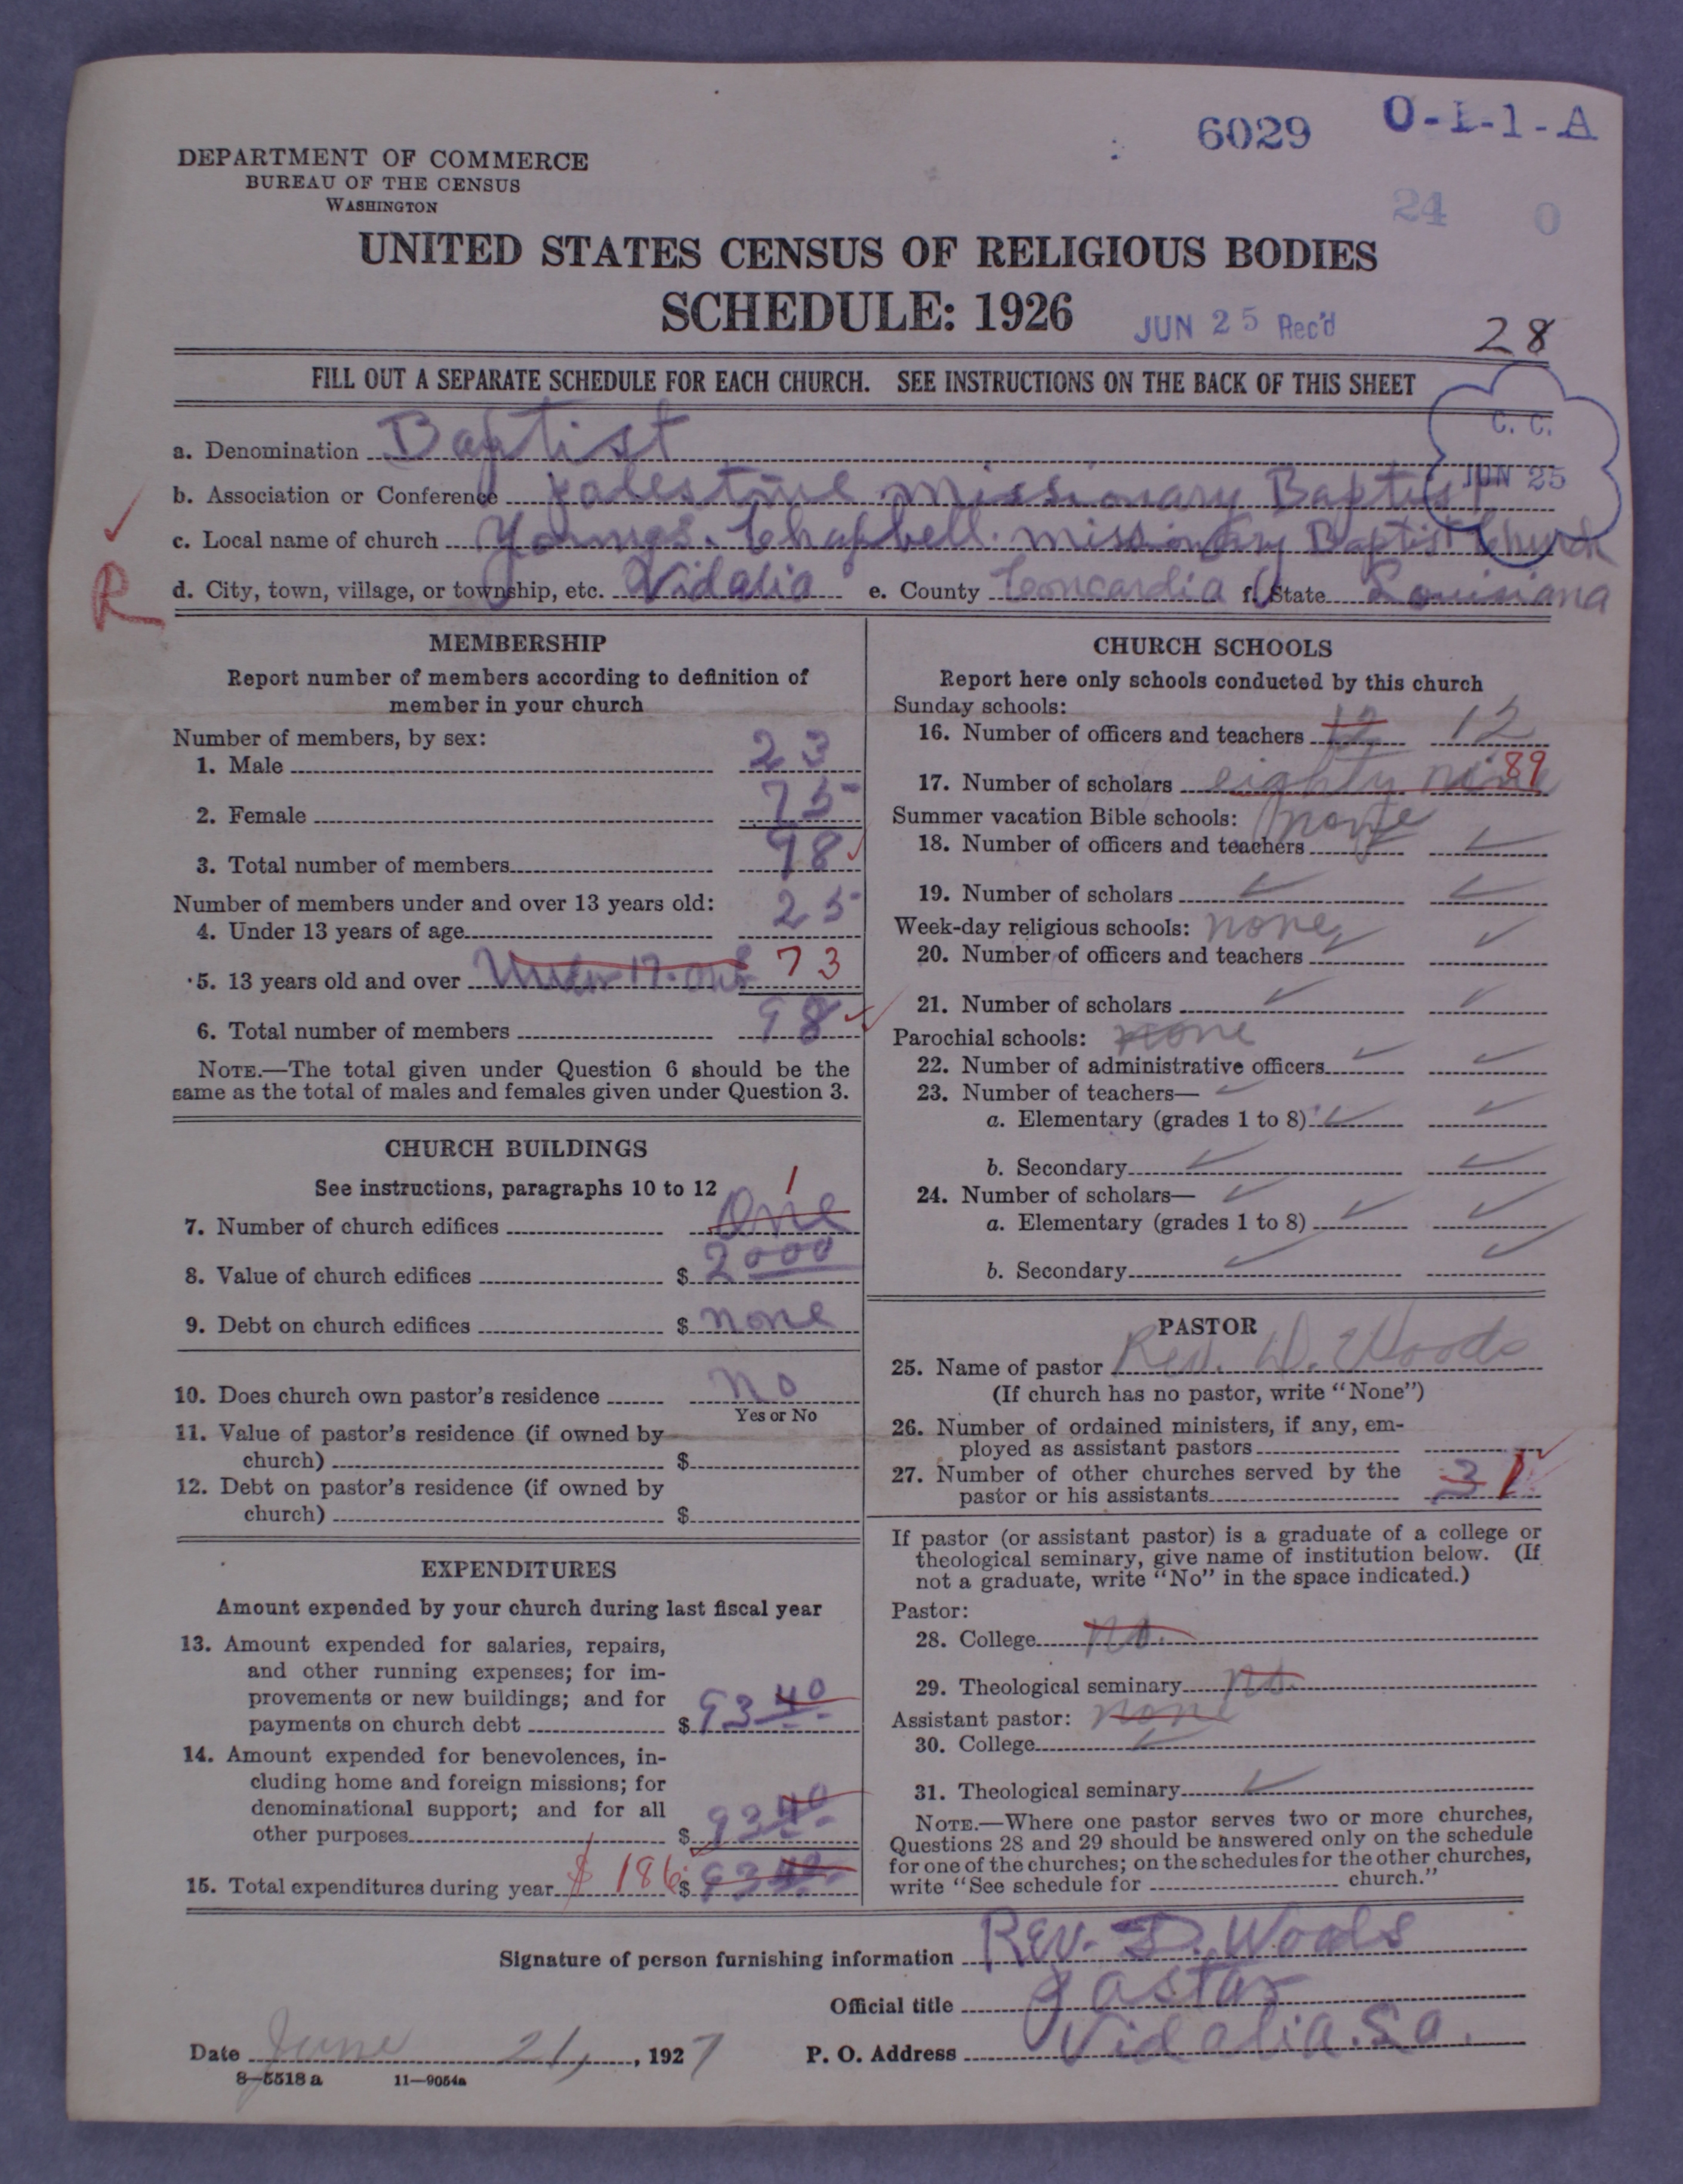 6029 O-1-1-A
DEPARTMENT OF COMMERCE
BUREAU OF THE CENSUS
WASHINGTON
24 0
UNITED STATES CENSUS OF RELIGIOUS BODIES
SCHEDULE: 1926
JUN 25 Rec'd
28
FILL OUT A SEPARATE SCHEDULE FOR EACH CHURCH. SEE INSTRUCTIONS ON THE BACK OF THIS SHEET
C. C.
JUN 25
a. Denomination Baptist
b. Association or Conference Palestine Missionary Baptist
c. Local name of church Youngs. Chappell. Missionary Baptist Church
R
d. City, town, village, or township, etc. Vidalia e. County Concardia f. State Louisiana
MEMBERSHIP
Report number of members according to definition of
member in your church
Number of members, by sex:
1. Male 23
2. Female 75
3. Total number of members 98
Number of members under and over 13 years old:
4. Under 13 years of age 25
5. 13 years old and over 73
6. Total number of members 98
NOTE.—The total given under Question 6 should be the
same as the total of males and females given under Question 3.
CHURCH BUILDINGS
See instructions, paragraphs 10 to 12 1
7. Number of church edifices One
8. Value of church edifices $ 2000
9. Debt on church edifices $ none
10. Does church own pastor's residence no
Yes or No
11. Value of pastor's residence (if owned by
church) $
12. Debt on pastor's residence (if owned by
church) $
EXPENDITURES
Amount expended by your church during last fiscal year
13. Amount expended for salaries, repairs,
and other running expenses; for im-
provements or new buildings; and for
payments on church debt $ 93 40
14. Amount expended for benevolences, in-
cluding home and foreign missions; for
denominational support; and for all
other purposes $ 93 40
15. Total expenditures during year $ 186 $ 93 40
CHURCH SCHOOLS
Report here only schools conducted by this church
Sunday schools:
16. Number of officers and teachers 12 12
17. Number of scholars eighty nine 89
Summer vacation Bible schools: none
18. Number of officers and teachers
19. Number of scholars
Week-day religious schools: none
20. Number of officers and teachers
21. Number of scholars
Parochial schools: none
22. Number of administrative officers
23. Number of teachers—
a. Elementary (grades 1 to 8)
b. Secondary
24. Number of scholars—
a. Elementary (grades 1 to 8)
b. Secondary
PASTOR
25. Name of pastor Rev. D. Woods
(If church has no pastor, write "None")
26. Number of ordained ministers, if any, em-
ployed as assistant pastors
27. Number of other churches served by the
pastor or his assistants 3 1
If pastor (or assistant pastor) is a graduate of a college or
theological seminary, give name of institution below. (If
not a graduate, write "No" in the space indicated.)
Pastor:
28. College no.
29. Theological seminary no.
Assistant pastor: none
30. College
31. Theological seminary
NOTE.—Where one pastor serves two or more churches,
Questions 28 and 29 should be answered only on the schedule
for one of the churches; on the schedules for the other churches,
write "See schedule for church."
Signature of person furnishing information Rev. D. Woods
Official title Pastor
Date June 21, 1927 P. O. Address Vidalia. La.
8—5518 a 11—9054a